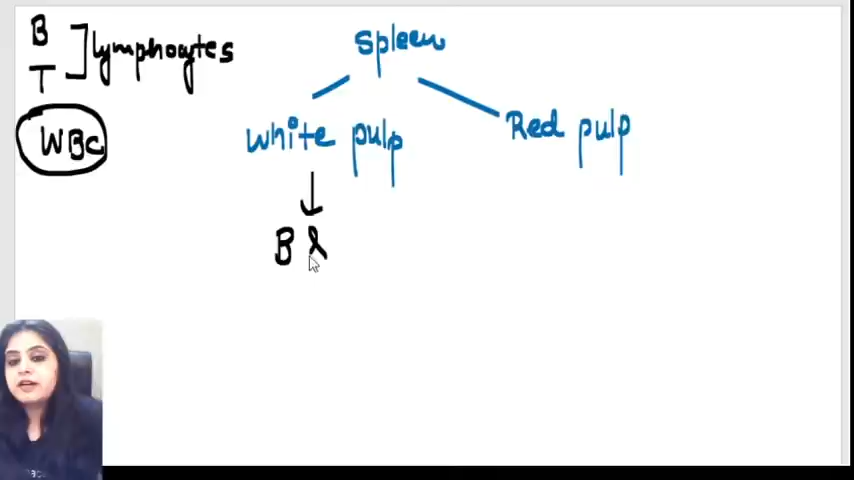 B
T
lymphocytes
WBC
Spleen
White pulp
Red pulp
B &